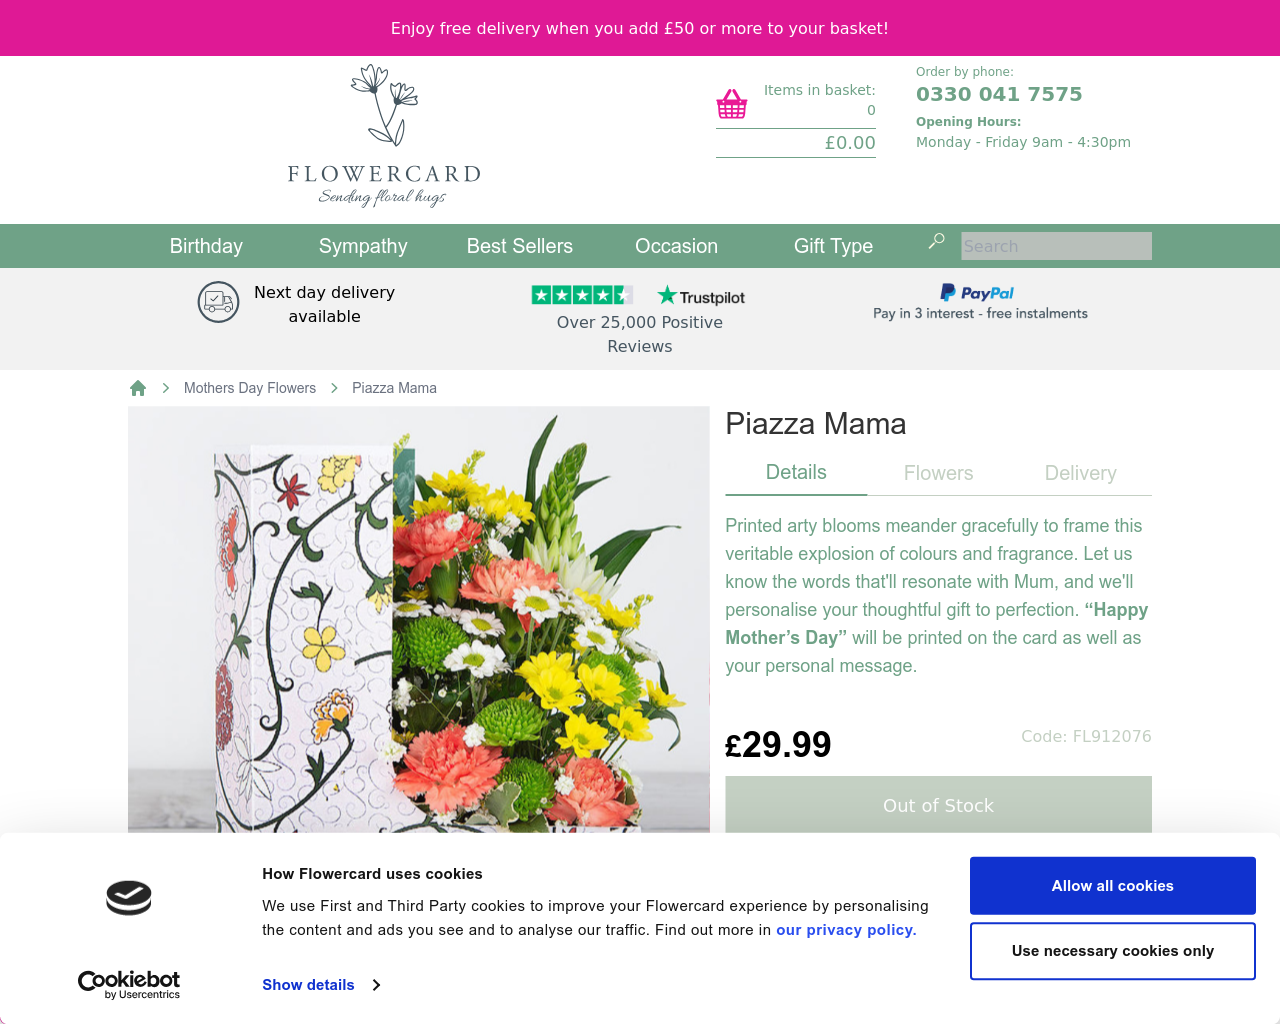 Enjoy free delivery when you add £50 or more to your basket!
FLOWERCARD
Sending floral hugs
Items in basket:
0
£0.00
Order by phone:
0330 041 7575
Opening Hours:
Monday - Friday 9am - 4:30pm
Birthday
Sympathy
Best Sellers
Occasion
Gift Type
Search
Next day delivery
available
Trustpilot
Over 25,000 Positive
Reviews
PayPal
Pay in 3 interest - free instalments
Mothers Day Flowers
Piazza Mama
Piazza Mama
Details
Flowers
Delivery
Printed arty blooms meander gracefully to frame this
veritable explosion of colours and fragrance. Let us
know the words that'll resonate with Mum, and we'll
personalise your thoughtful gift to perfection. “Happy
Mother’s Day” will be printed on the card as well as
your personal message.
£29.99
Code: FL912076
Out of Stock
How Flowercard uses cookies
We use First and Third Party cookies to improve your Flowercard experience by personalising
the content and ads you see and to analyse our traffic. Find out more in our privacy policy.
Show details
Cookiebot
by Usercentrics
Allow all cookies
Use necessary cookies only